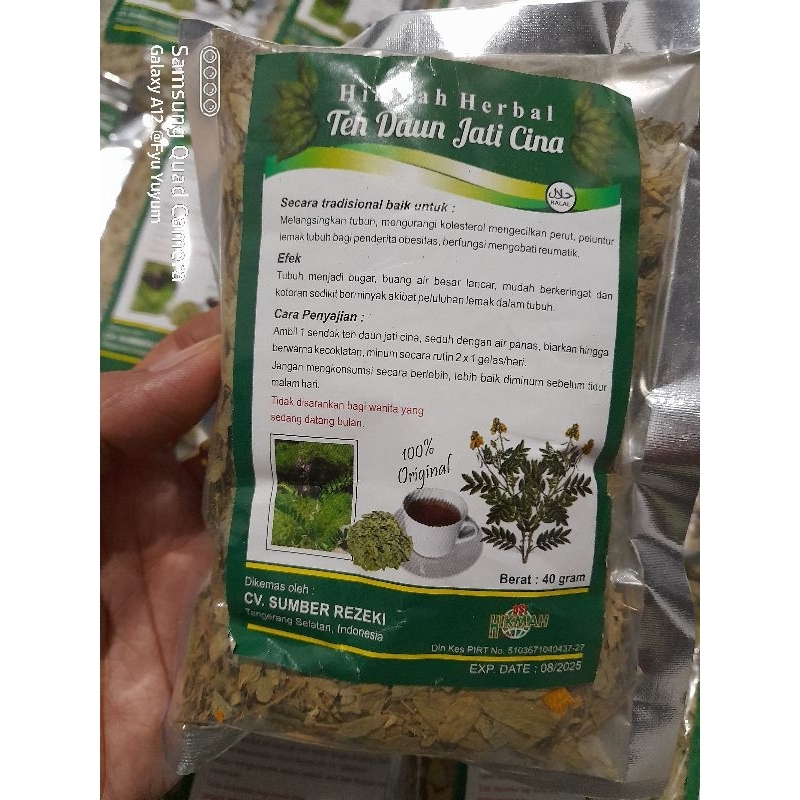 Hikmah Herbal
Teh Daun Jati Cina
HALAL
Secara tradisional baik untuk :
Melangsingkan tubuh, mengurangi kolesterol mengecilkan perut, peluntur
lemak tubuh bagi penderita obesitas, berfungsi mengobati reumatik.
Efek
Tubuh menjadi bugar, buang air besar lancar, mudah berkeringat dan
kotoran sedikit berminyak akibat peluluhan lemak dalam tubuh.
Cara Penyajian :
Ambil 1 sendok teh daun jati cina, seduh dengan air panas, biarkan hingga
berwarna kecoklatan, minum secara rutin 2 x 1 gelas/hari.
Jangan mengkonsumsi secara berlebih, lebih baik diminum sebelum tidur
malam hari.
Tidak disarankan bagi wanita yang
sedang datang bulan.
100%
Original
Berat : 40 gram
Dikemas oleh :
CV. SUMBER REZEKI
Tangerang Selatan, Indonesia
HIKMAH
Din Kes PIRT No. 5103671040437-27
EXP. DATE : 08/2025
Samsung Quad Camera
Galaxy A12 @Fyu Yuyum